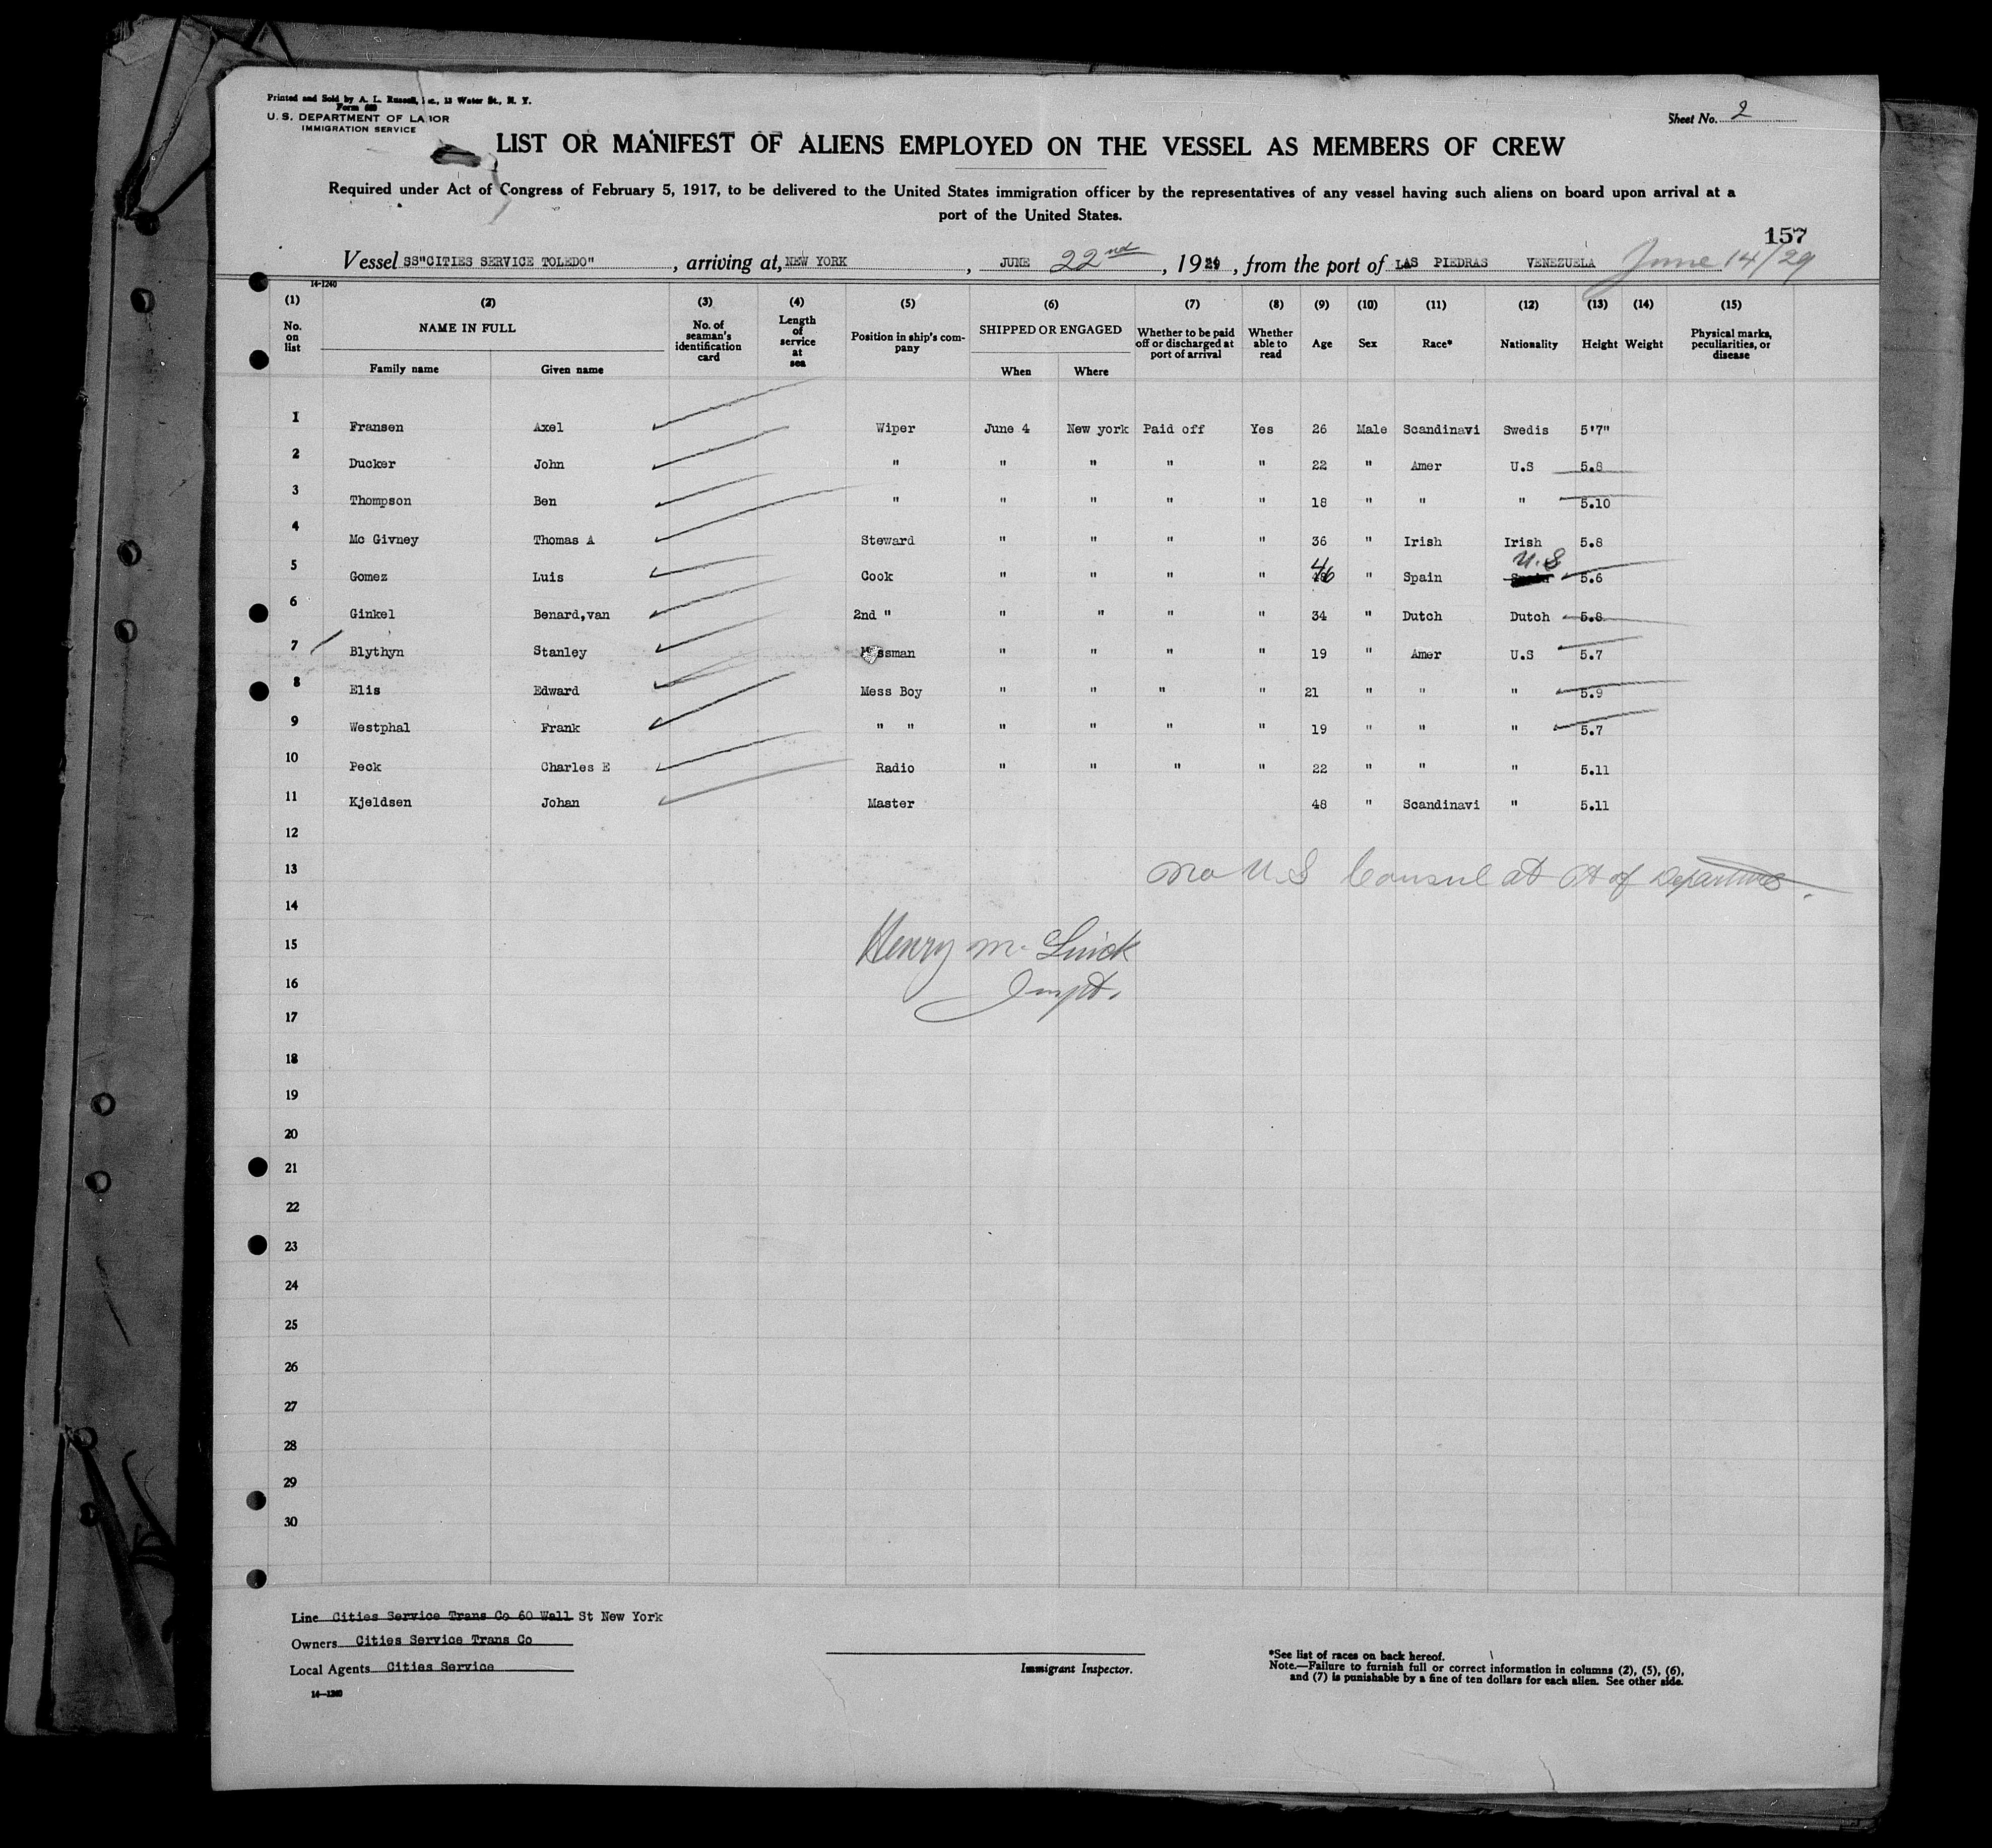 Printed and Sold by A. L. Russell, Inc., 13 Water St., N. Y.
Form 689
U. S. DEPARTMENT OF LABOR
IMMIGRATION SERVICE
Sheet No. 2
LIST OR MANIFEST OF ALIENS EMPLOYED ON THE VESSEL AS MEMBERS OF CREW
Required under Act of Congress of February 5, 1917, to be delivered to the United States immigration officer by the representatives of any vessel having such aliens on board upon arrival at a
port of the United States.
157
Vessel SS"CITIES SERVICE TOLEDO" , arriving at, NEW YORK , JUNE 22nd , 1929 , from the port of LAS PIEDRAS VENEZUELA June 14/29
14-1240
(1) (2) (3) (4) (5) (6) (7) (8) (9) (10) (11) (12) (13) (14) (15)
No. on list NAME IN FULL No. of seaman's identification card Length of service at sea Position in ship's company SHIPPED OR ENGAGED Whether to be paid off or discharged at port of arrival Whether able to read Age Sex Race* Nationality Height Weight Physical marks, peculiarities, or disease
Family name Given name When Where
1 Fransen Axel Wiper June 4 New york Paid off Yes 26 Male Scandinavi Swedis 5'7"
2 Ducker John " " " " " 22 " Amer U.S 5.8
3 Thompson Ben " " " " " 18 " " " 5.10
4 Mc Givney Thomas A Steward " " " " 36 " Irish Irish 5.8
5 Gomez Luis Cook " " " " 46 " Spain U.S 5.6
6 Ginkel Benard,van 2nd " " " " " 34 " Dutch Dutch 5.8
7 Blythyn Stanley Messman " " " " 19 " Amer U.S 5.7
8 Elis Edward Mess Boy " " " " 21 " " " 5.9
9 Westphal Frank " " " " " " 19 " " " 5.7
10 Peck Charles E Radio " " " " 22 " " " 5.11
11 Kjeldsen Johan Master 48 " Scandinavi " 5.11
12
13 No U.S Consul at Pt of Departure.
14
15 Henry M.
16 Inspt.
17
18
19
20
21
22
23
24
25
26
27
28
29
30
Line Cities Service Trans Co 60 Wall St New York
Owners Cities Service Trans Co
Local Agents Cities Service
14-1240
Immigrant Inspector.
*See list of races on back hereof.
Note.—Failure to furnish full or correct information in columns (2), (5), (6),
and (7) is punishable by a fine of ten dollars for each alien. See other side.